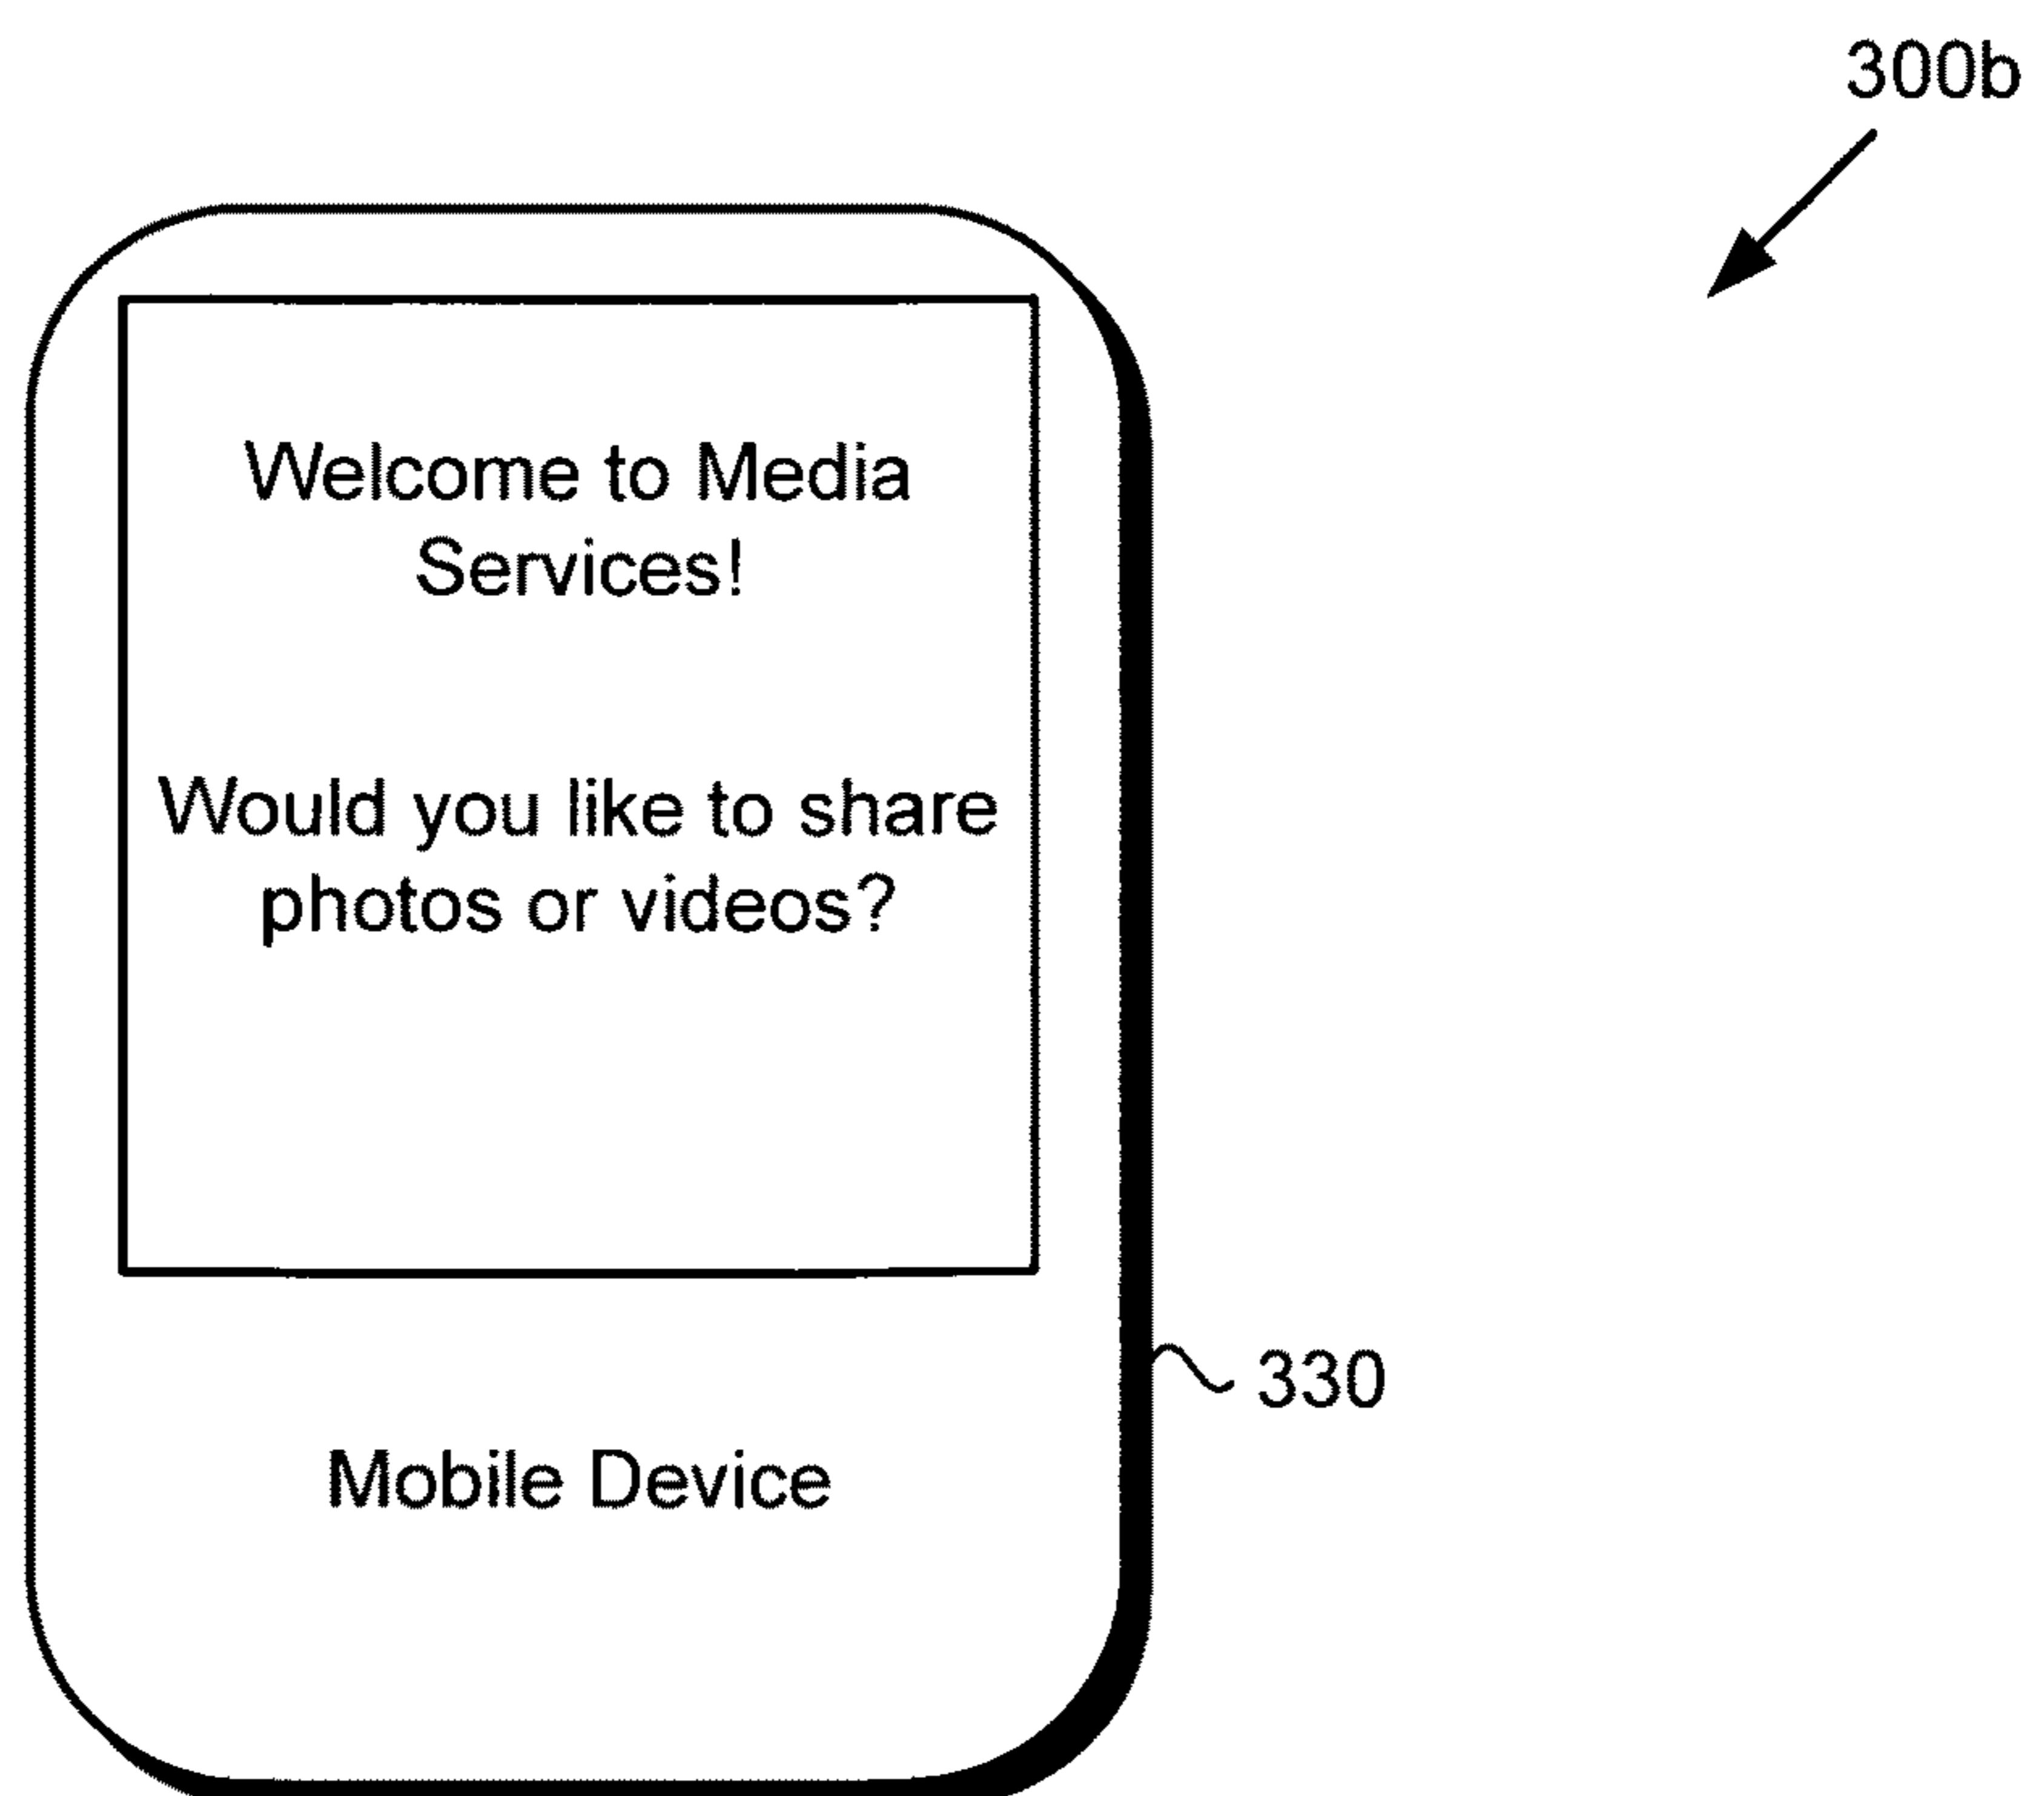 300b
Welcome to Media
Services!
Would you like to share
photos or videos?
330
Mobile Device